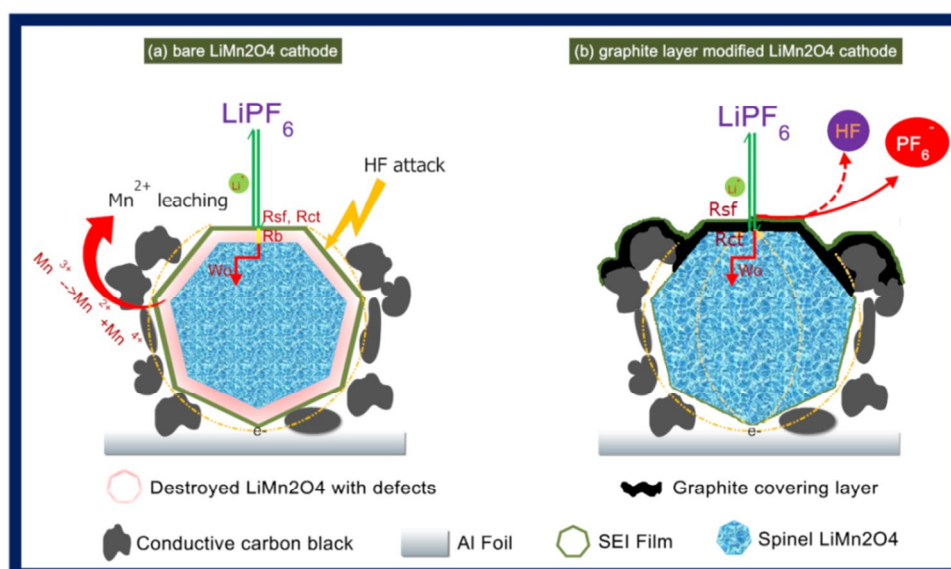 (a) bare LiMn2O4 cathode
(b) graphite layer modified LiMn2O4 cathode
LiPF6
Mn2+ leaching
Li+
HF attack
Rsf, Rct
Rb
Wo
Mn3+ -->Mn2+ +Mn4+
e-
LiPF6
HF
PF6-
Li+
Rsf
Rct
Wo
e-
Destroyed LiMn2O4 with defects
Graphite covering layer
Conductive carbon black
Al Foil
SEI Film
Spinel LiMn2O4